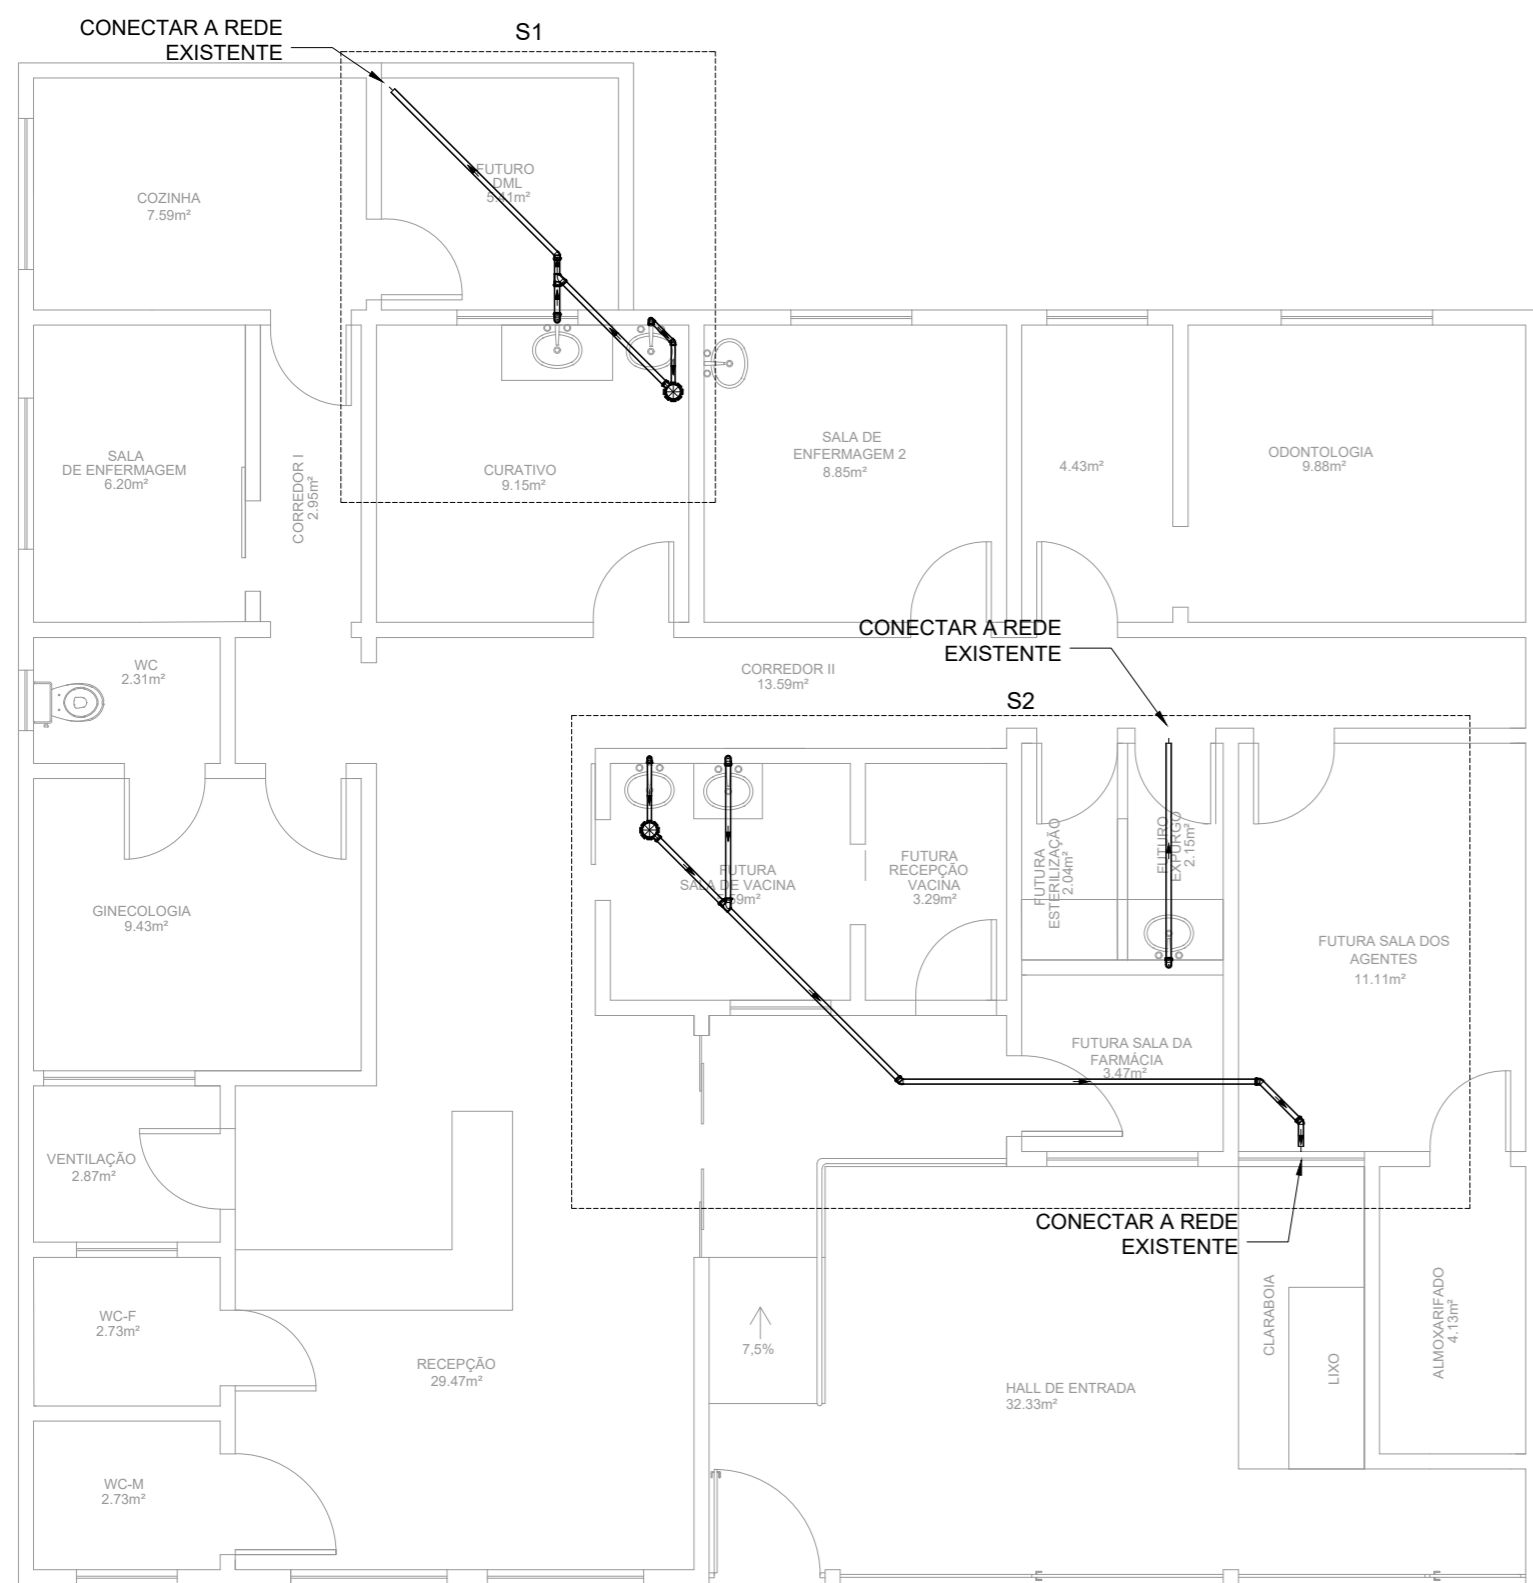 CONECTAR A REDE
EXISTENTE
S1
FUTURO
DML
5.41m²
COZINHA
7.59m²
SALA
DE ENFERMAGEM
6.20m²
CORREDOR I
2.95m²
CURATIVO
9.15m²
SALA DE
ENFERMAGEM 2
8.85m²
4.43m²
ODONTOLOGIA
9.88m²
CONECTAR A REDE
EXISTENTE
WC
2.31m²
CORREDOR II
13.59m²
S2
GINECOLOGIA
9.43m²
FUTURA
SALA DE VACINA
FUTURA
RECEPÇÃO
VACINA
3.29m²
FUTURA
ESTERILIZAÇÃO
2.04m²
FUTURO
EXPURGO
2.15m²
FUTURA SALA DOS
AGENTES
11.11m²
FUTURA SALA DA
FARMÁCIA
3.47m²
VENTILAÇÃO
2.87m²
CONECTAR A REDE
EXISTENTE
WC-F
2.73m²
7,5%
RECEPÇÃO
29.47m²
HALL DE ENTRADA
32.33m²
CLARABOIA
LIXO
ALMOXARIFADO
4.13m²
WC-M
2.73m²